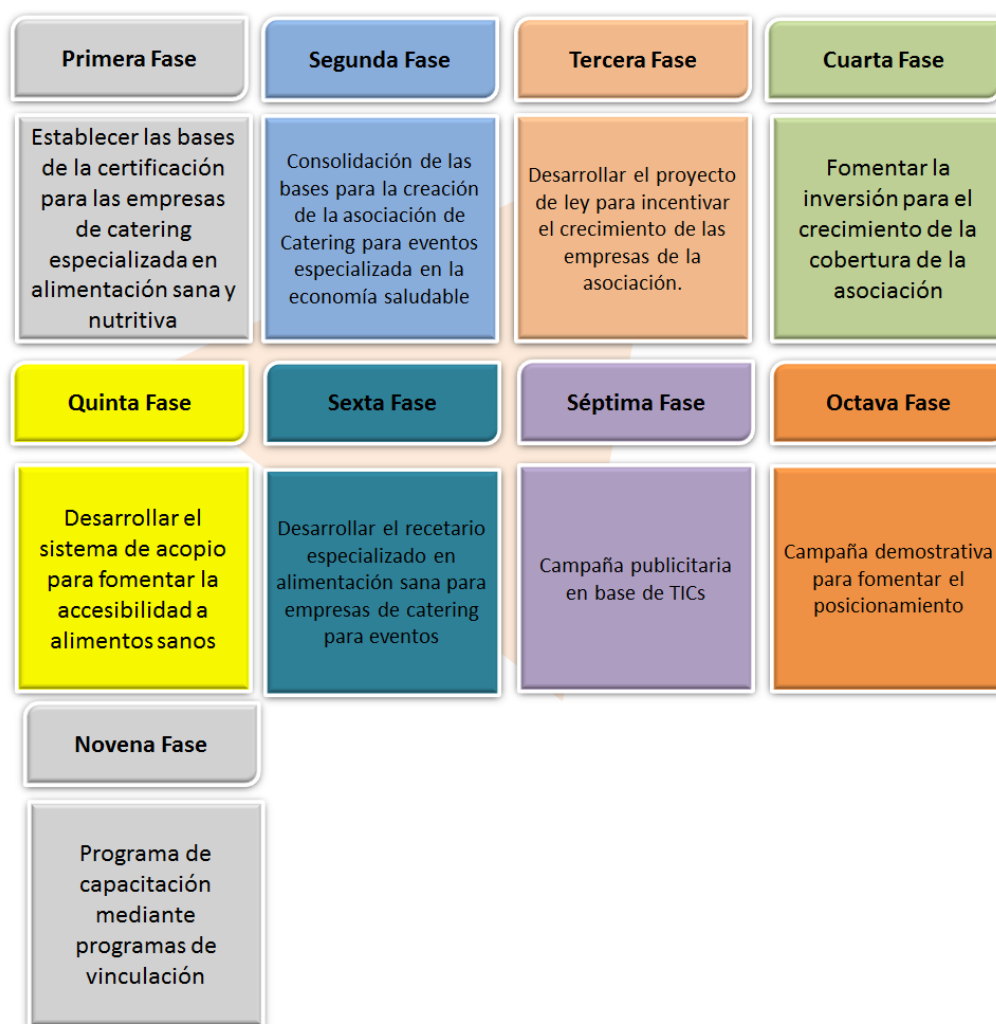 Primera Fase
Establecer las bases
de la certificación
para las empresas
de catering
especializada en
alimentación sana y
nutritiva
Segunda Fase
Consolidación de las
bases para la creación
de la asociación de
Catering para eventos
especializada en la
economía saludable
Tercera Fase
Desarrollar el proyecto
de ley para incentivar
el crecimiento de las
empresas de la
asociación.
Cuarta Fase
Fomentar la
inversión para el
crecimiento de la
cobertura de la
asociación
Quinta Fase
Desarrollar el
sistema de acopio
para fomentar la
accesibilidad a
alimentos sanos
Sexta Fase
Desarrollar el recetario
especializado en
alimentación sana para
empresas de catering
para eventos
Séptima Fase
Campaña publicitaria
en base de TICs
Octava Fase
Campaña demostrativa
para fomentar el
posicionamiento
Novena Fase
Programa de
capacitación
mediante
programas de
vinculación